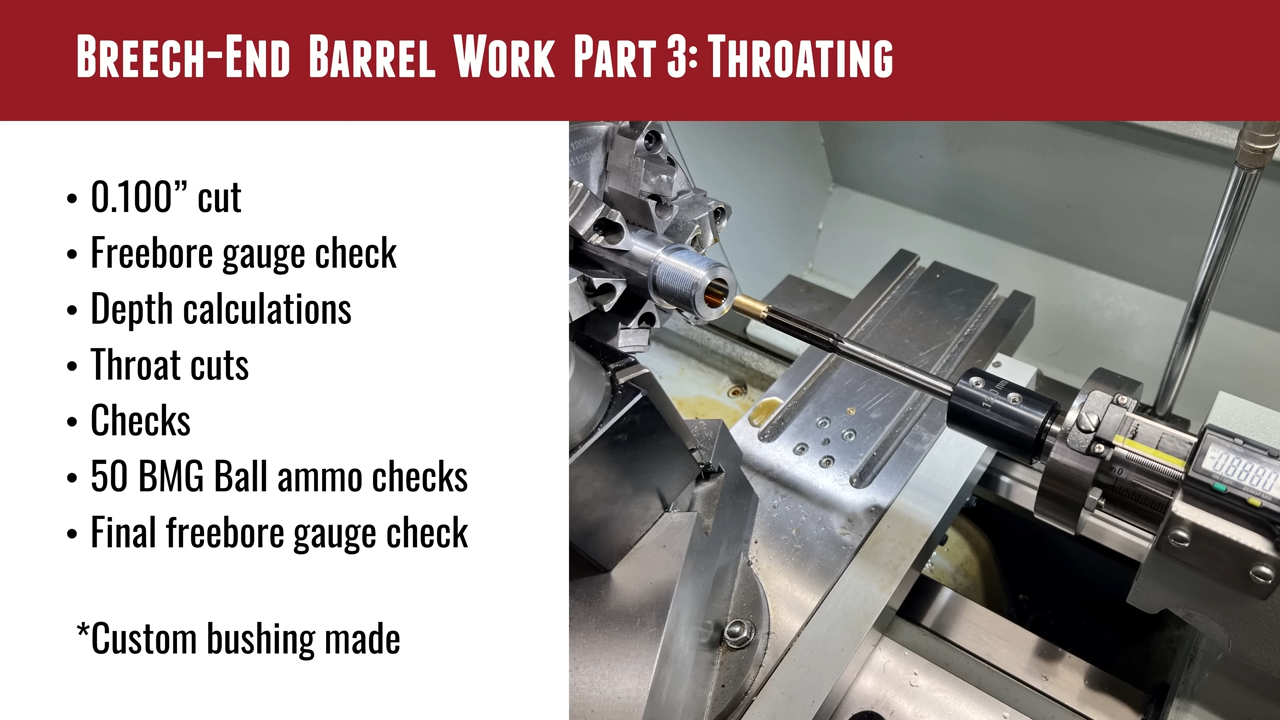 Breech-End Barrel Work Part 3: Throating
• 0.100” cut
• Freebore gauge check
• Depth calculations
• Throat cuts
• Checks
• 50 BMG Ball ammo checks
• Final freebore gauge check
*Custom bushing made